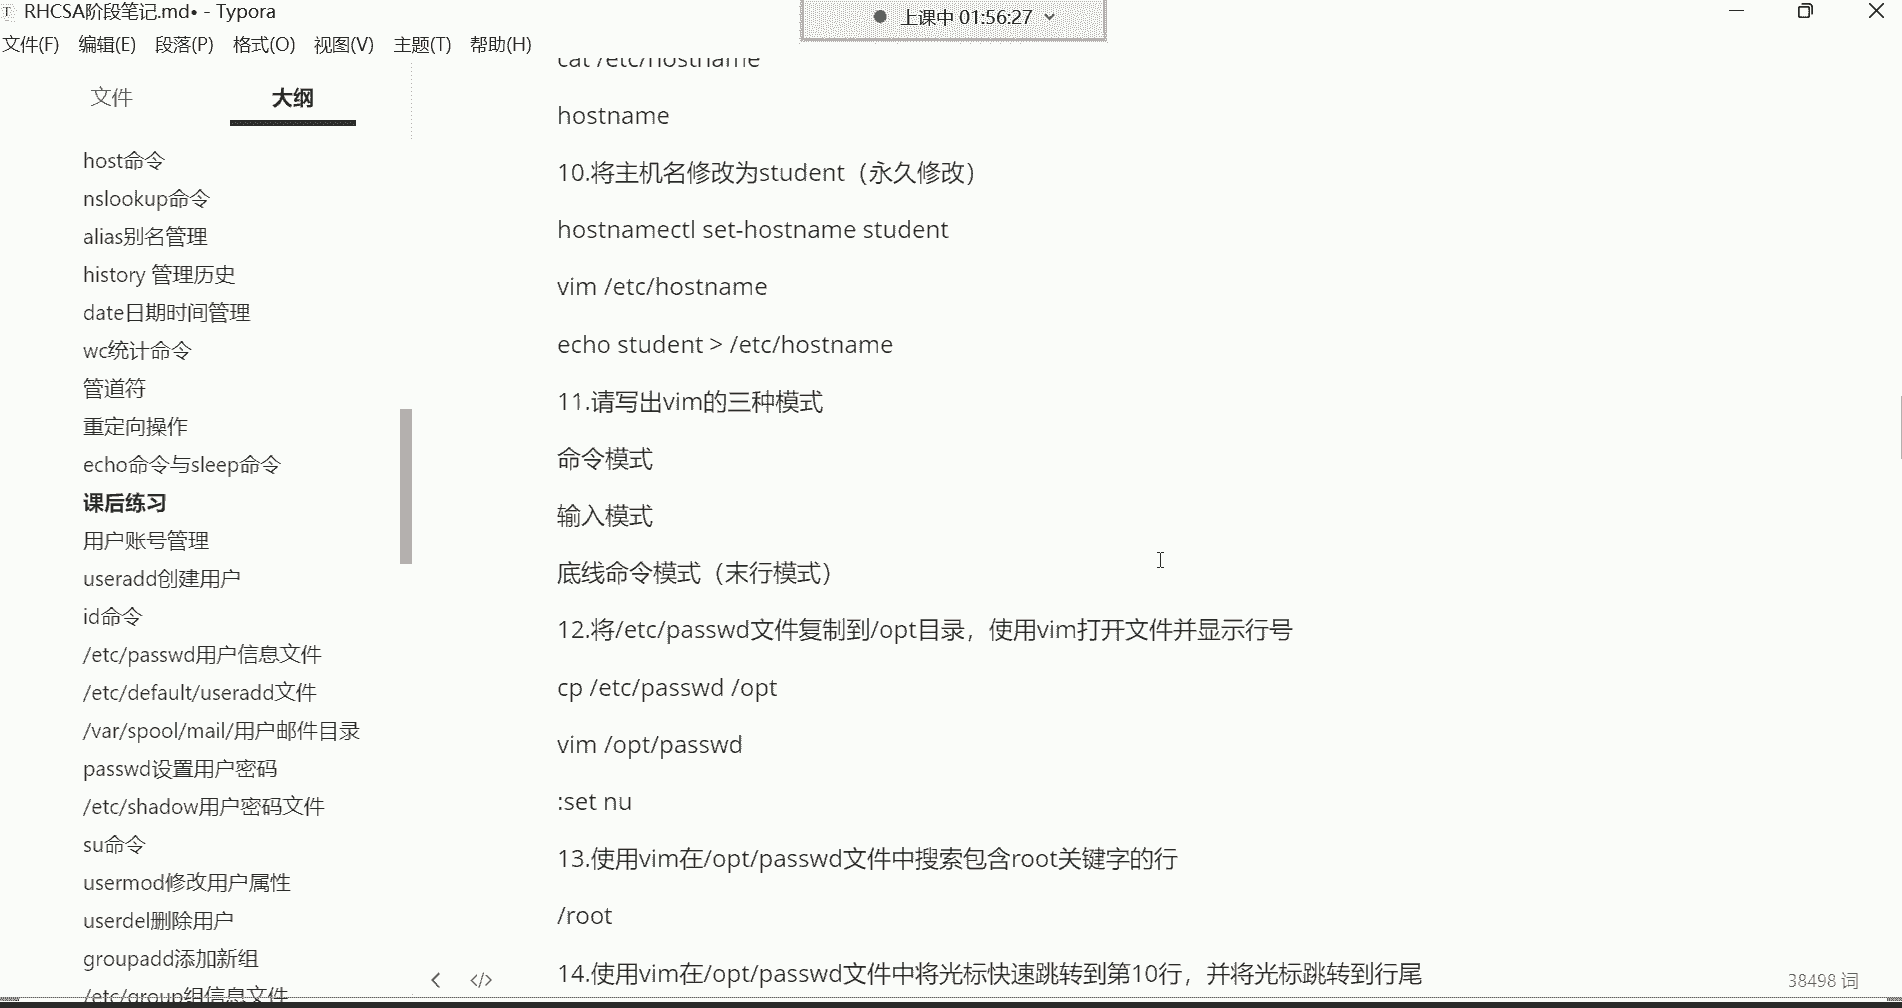 RHCSA阶段笔记.md• - Typora
上课中 01:56:27
文件(F) 编辑(E) 段落(P) 格式(O) 视图(V) 主题(T) 帮助(H)
文件 大纲
host命令
nslookup命令
alias别名管理
history 管理历史
date日期时间管理
wc统计命令
管道符
重定向操作
echo命令与sleep命令
课后练习
用户账号管理
useradd创建用户
id命令
/etc/passwd用户信息文件
/etc/default/useradd文件
/var/spool/mail/用户邮件目录
passwd设置用户密码
/etc/shadow用户密码文件
su命令
usermod修改用户属性
userdel删除用户
groupadd添加新组
/etc/group组信息文件
cat /etc/hostname
hostname
10.将主机名修改为student（永久修改）
hostnamectl set-hostname student
vim /etc/hostname
echo student > /etc/hostname
11.请写出vim的三种模式
命令模式
输入模式
底线命令模式（末行模式）
12.将/etc/passwd文件复制到/opt目录，使用vim打开文件并显示行号
cp /etc/passwd /opt
vim /opt/passwd
:set nu
13.使用vim在/opt/passwd文件中搜索包含root关键字的行
/root
14.使用vim在/opt/passwd文件中将光标快速跳转到第10行，并将光标跳转到行尾
38498 词